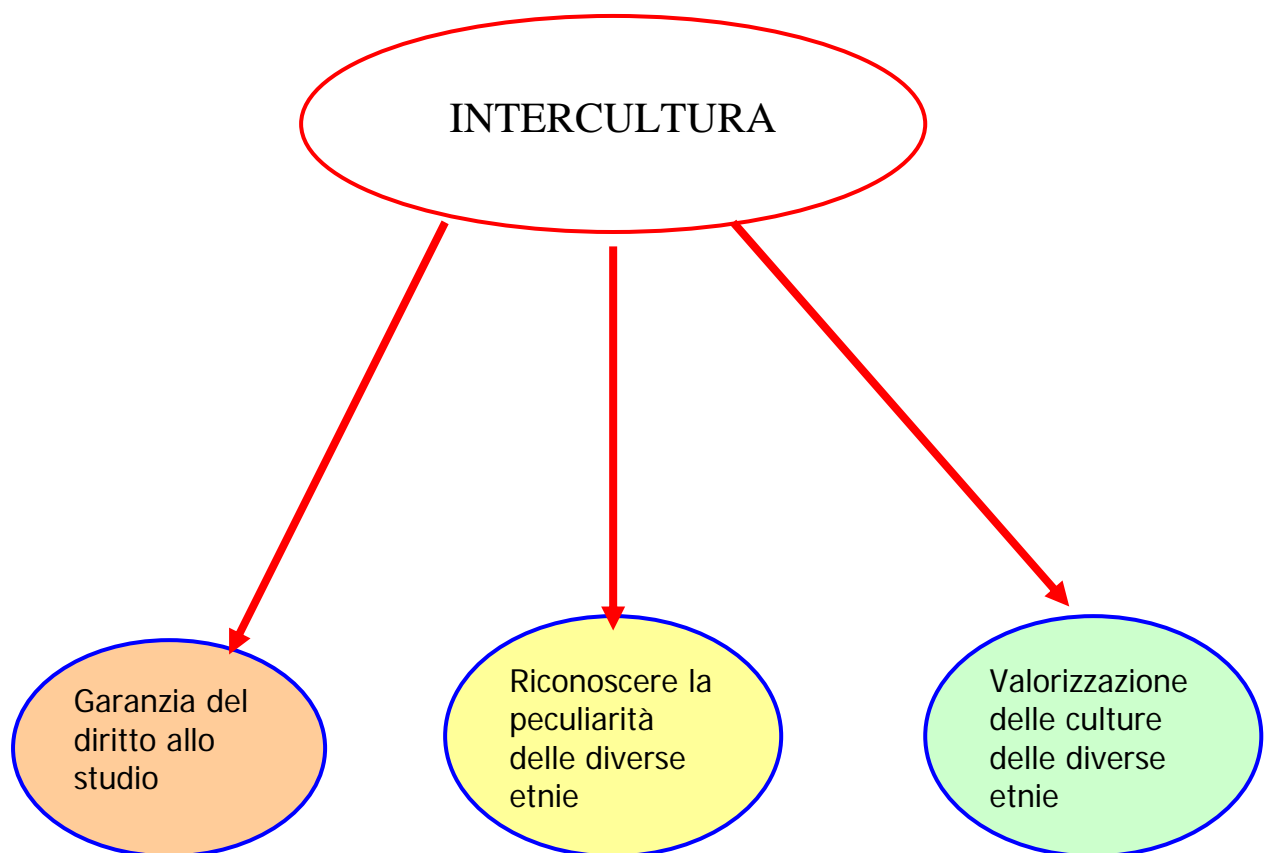 INTERCULTURA
Garanzia del
diritto allo
studio
Riconoscere la
peculiarità
delle diverse
etnie
Valorizzazione
delle culture
delle diverse
etnie